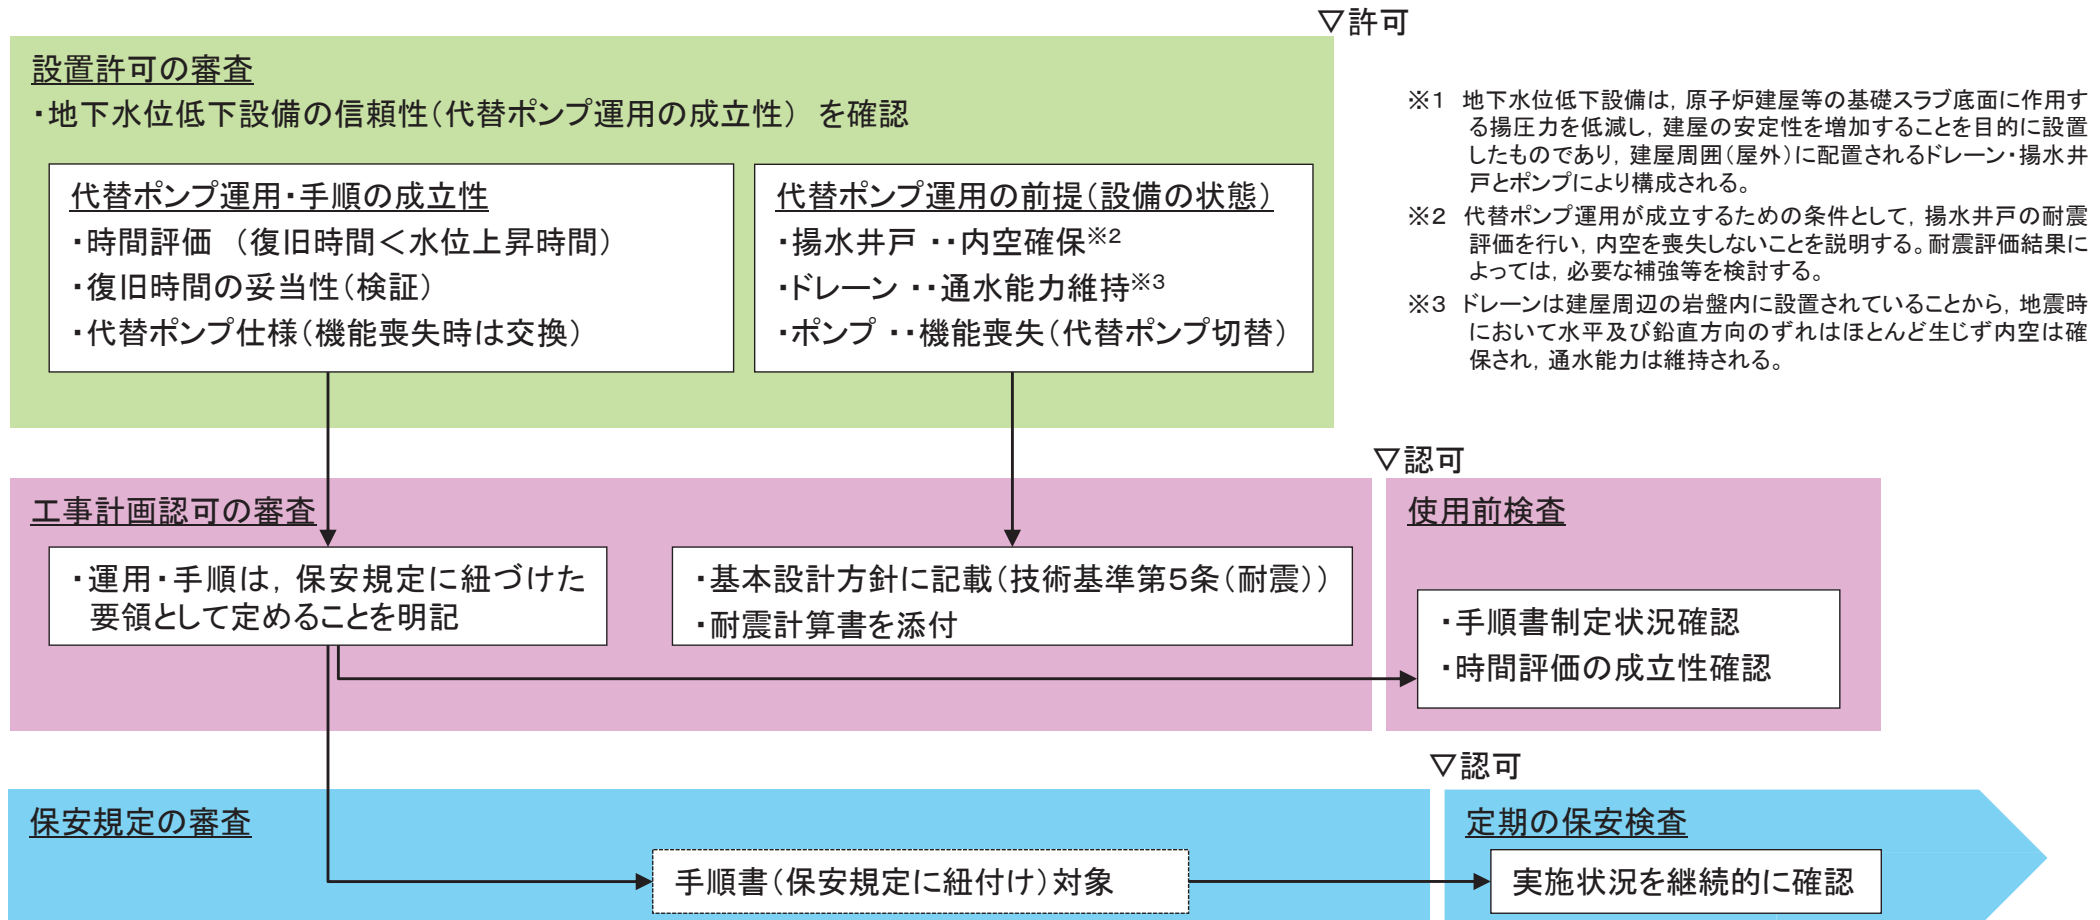 ▽許可
設置許可の審査
・地下水位低下設備の信頼性（代替ポンプ運用の成立性） を確認
代替ポンプ運用・手順の成立性
・時間評価 （復旧時間＜水位上昇時間）
・復旧時間の妥当性（検証）
・代替ポンプ仕様（機能喪失時は交換）
代替ポンプ運用の前提（設備の状態）
・揚水井戸 ・・内空確保※2
・ドレーン ・・通水能力維持※3
・ポンプ ・・機能喪失（代替ポンプ切替）
※1 地下水位低下設備は，原子炉建屋等の基礎スラブ底面に作用す
る揚圧力を低減し，建屋の安定性を増加することを目的に設置
したものであり，建屋周囲（屋外）に配置されるドレーン・揚水井
戸とポンプにより構成される。
※2 代替ポンプ運用が成立するための条件として，揚水井戸の耐震
評価を行い，内空を喪失しないことを説明する。耐震評価結果に
よっては，必要な補強等を検討する。
※3 ドレーンは建屋周辺の岩盤内に設置されていることから，地震時
において水平及び鉛直方向のずれはほとんど生じず内空は確
保され，通水能力は維持される。
▽認可
工事計画認可の審査
・運用・手順は，保安規定に紐づけた
要領として定めることを明記
・基本設計方針に記載（技術基準第5条（耐震））
・耐震計算書を添付
使用前検査
・手順書制定状況確認
・時間評価の成立性確認
▽認可
保安規定の審査
手順書（保安規定に紐付け）対象
定期の保安検査
実施状況を継続的に確認